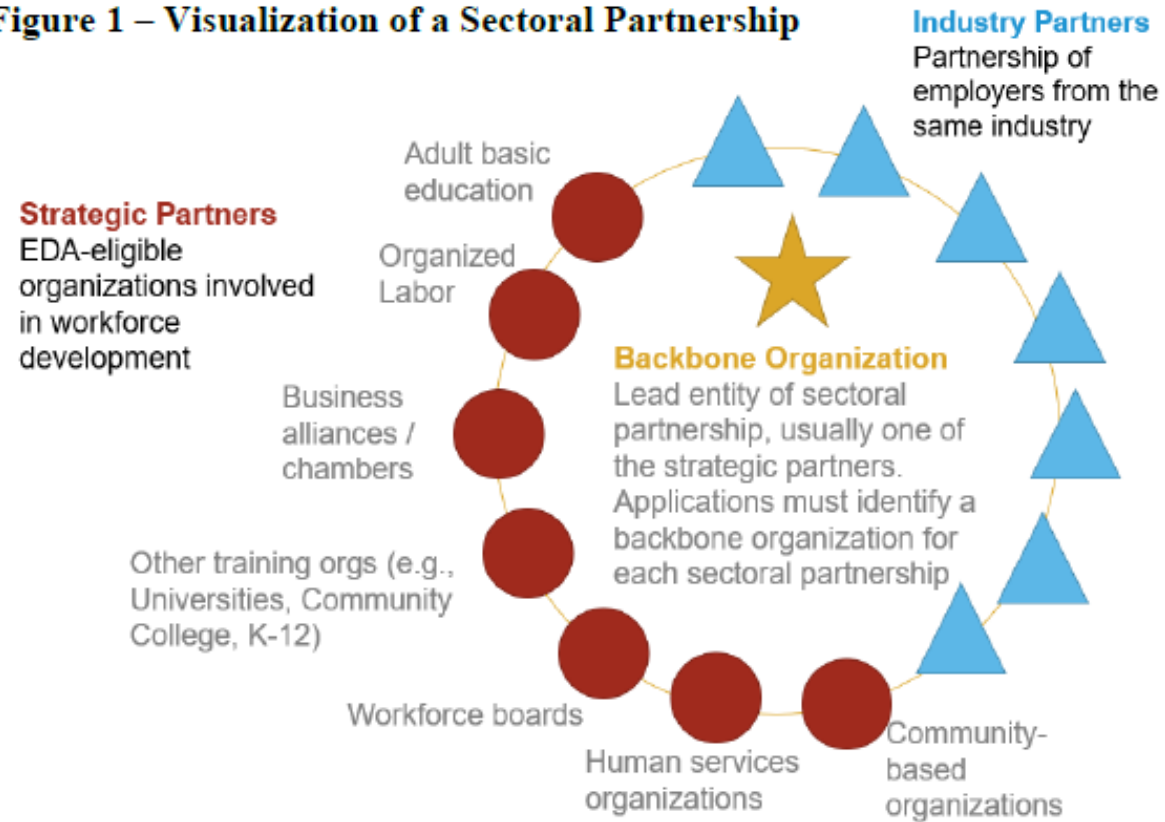 Figure 1 – Visualization of a Sectoral Partnership
Industry Partners
Partnership of
employers from the
same industry
Adult basic
education
Strategic Partners
EDA-eligible
organizations involved
in workforce
development
Organized
Labor
Backbone Organization
Lead entity of sectoral
partnership, usually one of
the strategic partners.
Applications must identify a
backbone organization for
each sectoral partnership
Business
alliances /
chambers
Other training orgs (e.g.,
Universities, Community
College, K-12)
Workforce boards
Human services
organizations
Community-
based
organizations